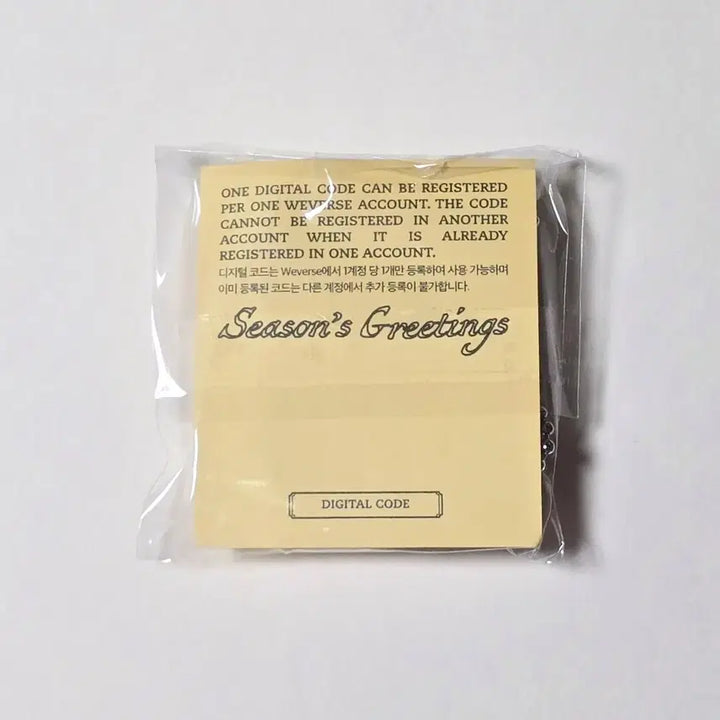 ONE DIGITAL CODE CAN BE REGISTERED
PER ONE WEVERSE ACCOUNT. THE CODE
CANNOT BE REGISTERED IN ANOTHER
ACCOUNT WHEN IT IS ALREADY
REGISTERED IN ONE ACCOUNT.
디지털 코드는 Weverse에서 1계정 당 1개만 등록하여 사용 가능하며
이미 등록된 코드는 다른 계정에서 추가 등록이 불가합니다.
Season's Greetings
DIGITAL CODE